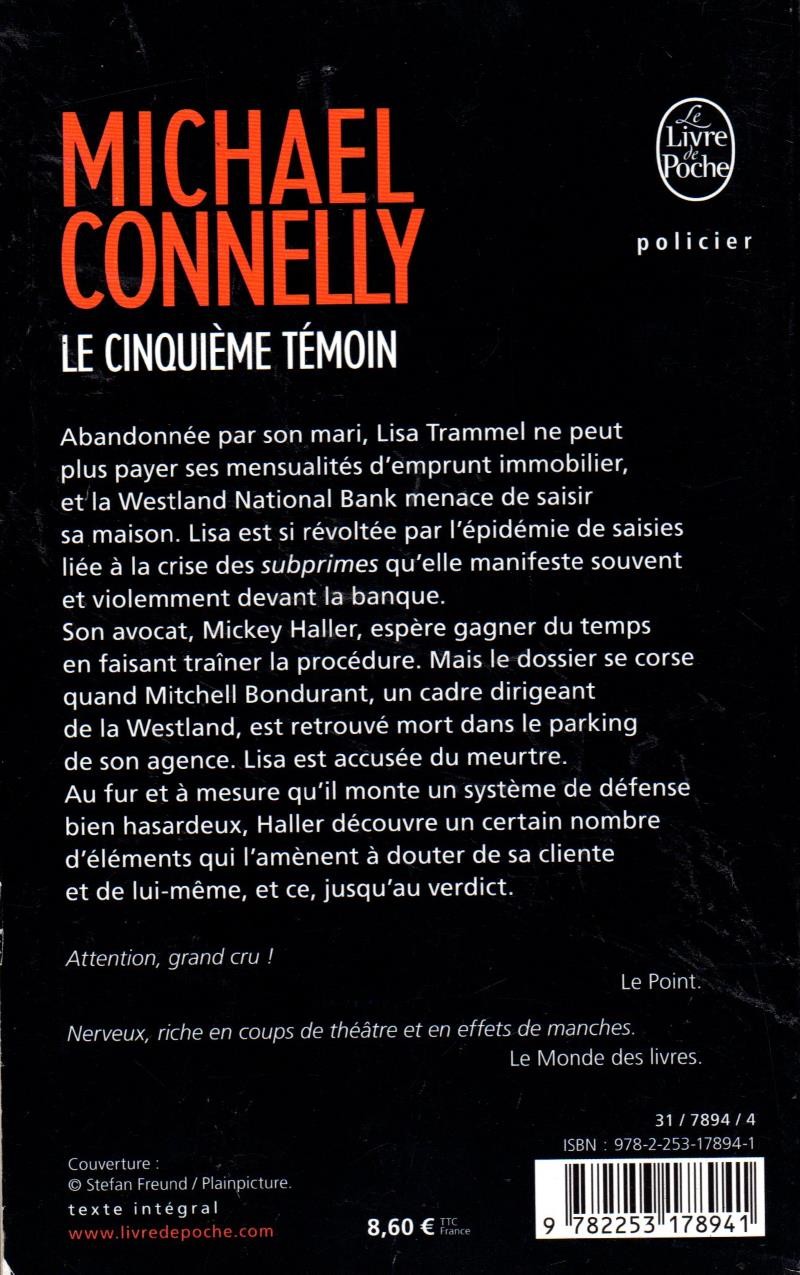 MICHAEL
CONNELLY
LE CINQUIÈME TÉMOIN
Le
Livre
de
Poche
policier
Abandonnée par son mari, Lisa Trammel ne peut
plus payer ses mensualités d'emprunt immobilier,
et la Westland National Bank menace de saisir
sa maison. Lisa est si révoltée par l'épidémie de saisies
liée à la crise des subprimes qu'elle manifeste souvent
et violemment devant la banque.
Son avocat, Mickey Haller, espère gagner du temps
en faisant traîner la procédure. Mais le dossier se corse
quand Mitchell Bondurant, un cadre dirigeant
de la Westland, est retrouvé mort dans le parking
de son agence. Lisa est accusée du meurtre.
Au fur et à mesure qu'il monte un système de défense
bien hasardeux, Haller découvre un certain nombre
d'éléments qui l'amènent à douter de sa cliente
et de lui-même, et ce, jusqu'au verdict.
Attention, grand cru !
Le Point.
Nerveux, riche en coups de théâtre et en effets de manches.
Le Monde des livres.
31 / 7894 / 4
ISBN : 978-2-253-17894-1
Couverture :
© Stefan Freund / Plainpicture.
texte intégral
www.livredepoche.com
8,60 € TTC
France
9 782253 178941